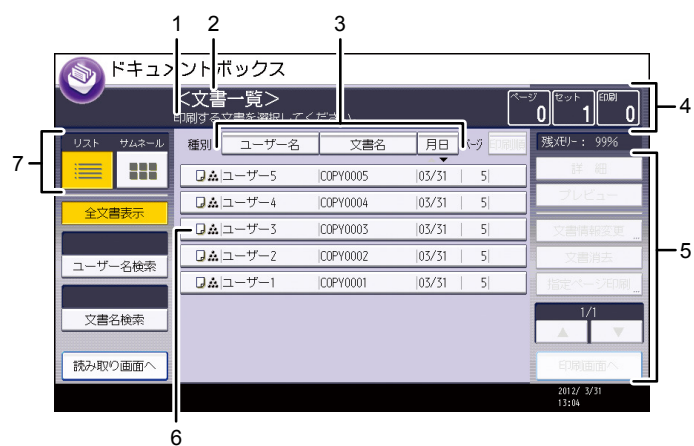 1 2 3
ドキュメントボックス
<文書一覧>
印刷する文書を選択してください
ページ 0 セット 1 印刷 0
4
7
リスト サムネール
種別 ユーザー名 文書名 月日 ページ 印刷順
残メモリー: 99%
ユーザー5 COPY0005 03/31 5
詳 細
ユーザー4 COPY0004 03/31 5
プレビュー
全文書表示
6
ユーザー3 COPY0003 03/31 5
文書情報変更
5
ユーザー2 COPY0002 03/31 5
文書消去
ユーザー名検索
ユーザー1 COPY0001 03/31 5
指定ページ印刷
1/1
文書名検索
▲ ▼
読み取り画面へ
印刷画面へ
2012/ 3/31
13:04